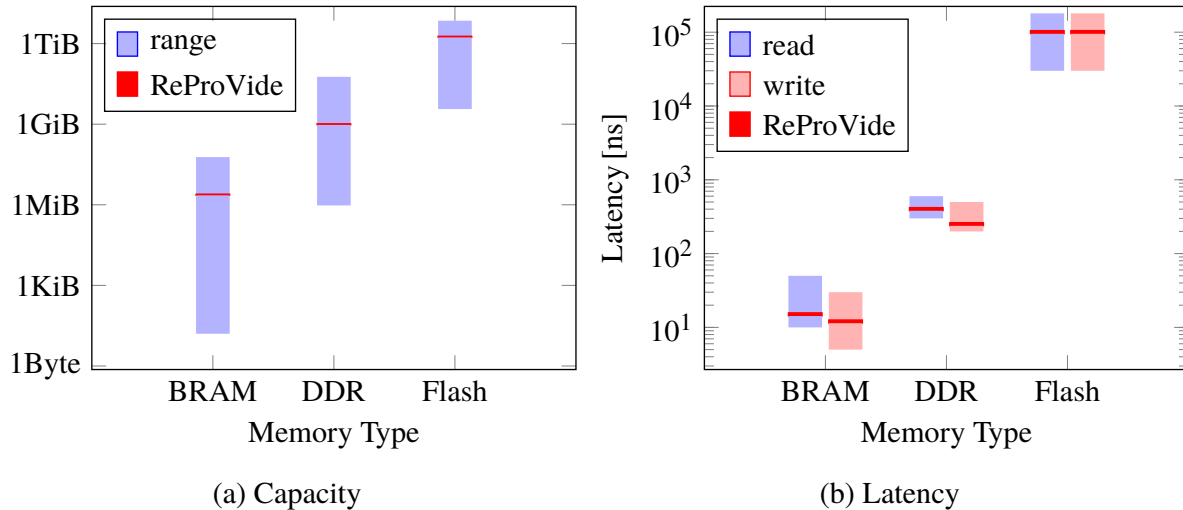 1TiB
1GiB
1MiB
1KiB
1Byte
range
ReProVide
BRAM DDR Flash
Memory Type
(a) Capacity
Latency [ns]
10^5
10^4
10^3
10^2
10^1
read
write
ReProVide
BRAM DDR Flash
Memory Type
(b) Latency